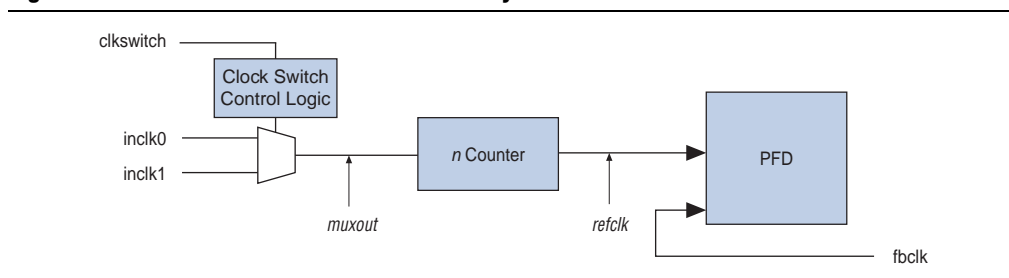 clkswitch
Clock Switch
Control Logic
inclk0
inclk1
n Counter
PFD
muxout
refclk
fbclk